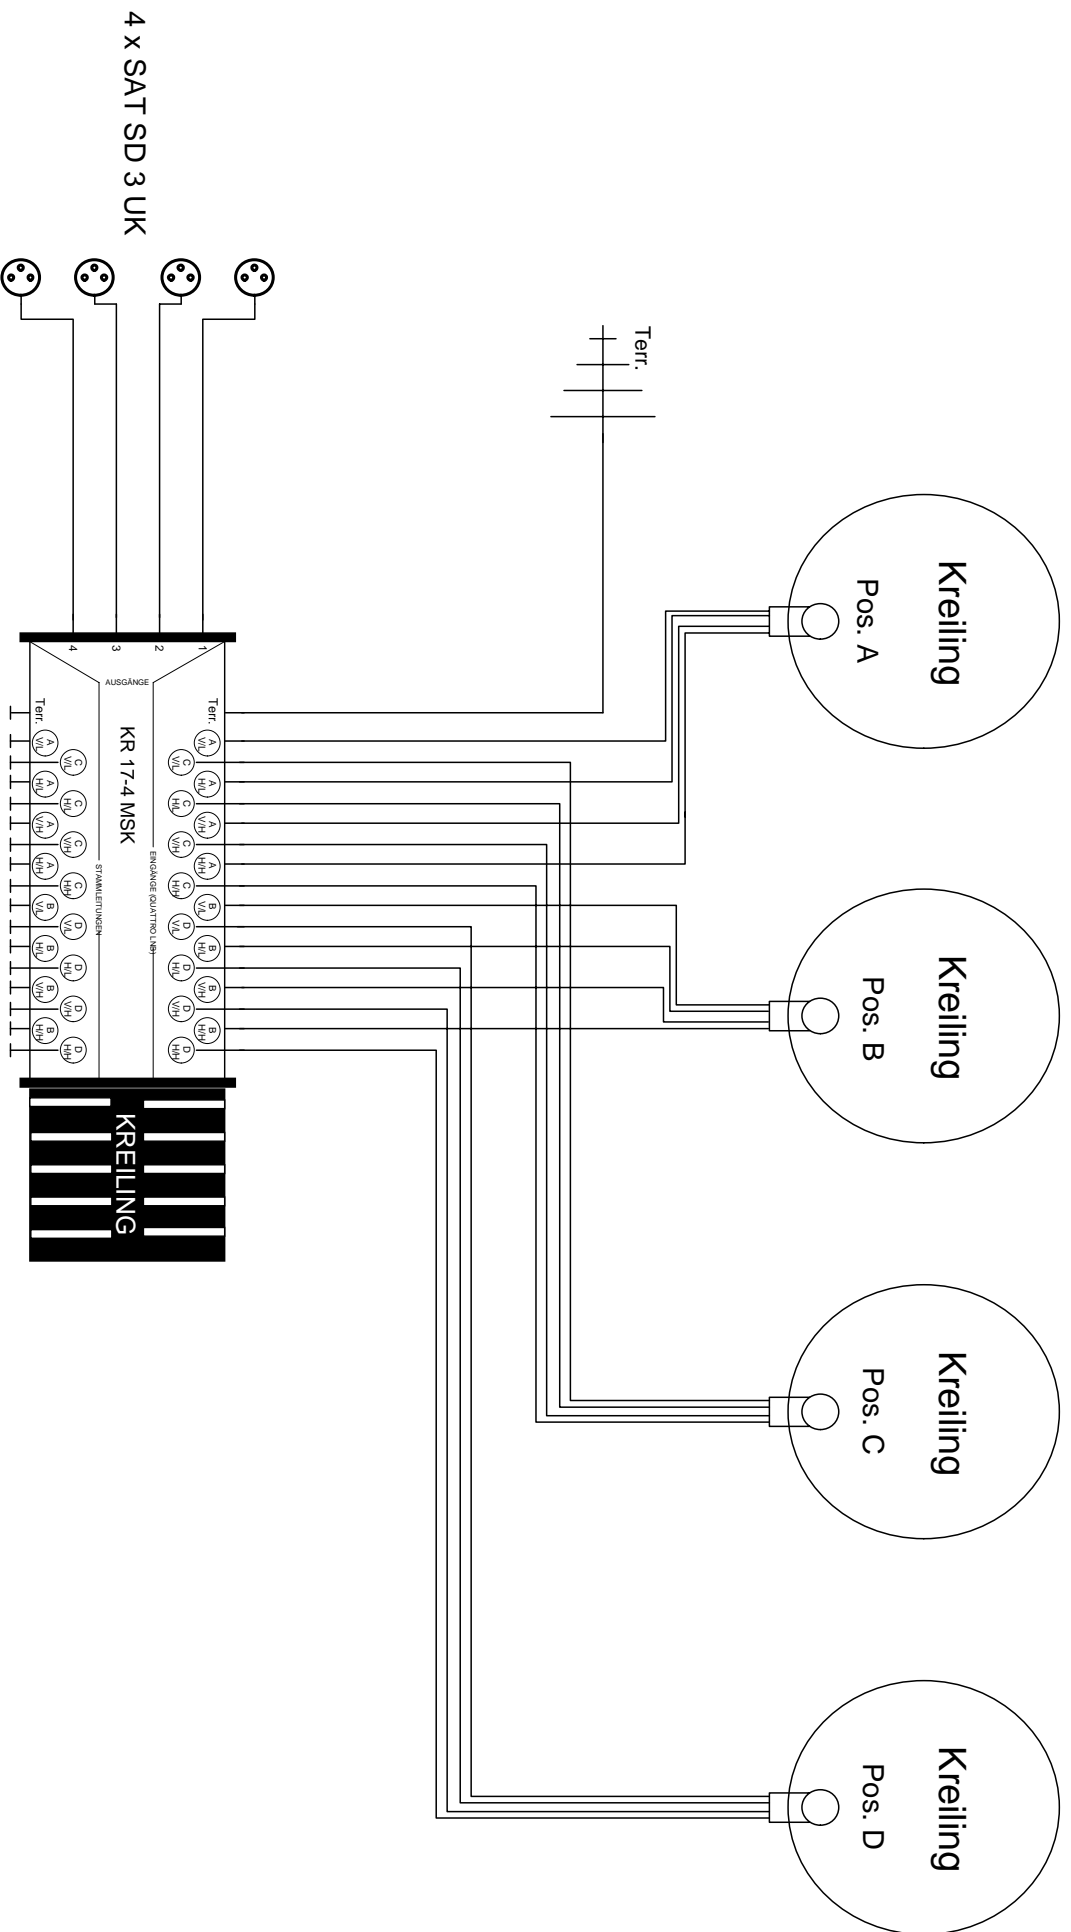 Kreiling
Pos. A
Kreiling
Pos. B
Kreiling
Pos. C
Kreiling
Pos. D
Terr.
4 x SAT SD 3 UK
1
2
3
4
AUSGÄNGE
KR 17-4 MSK
EINGÄNGE (QUATTRO LNB)
STAMMLEITUNGEN
Terr.
A V/L
C V/L
A H/L
C H/L
A V/H
C V/H
A H/H
C H/H
B V/L
D V/L
B H/L
D H/L
B V/H
D V/H
B H/H
D H/H
Terr.
A V/L
C V/L
A H/L
C H/L
A V/H
C V/H
A H/H
C H/H
B V/L
D V/L
B H/L
D H/L
B V/H
D V/H
B H/H
D H/H
KREILING